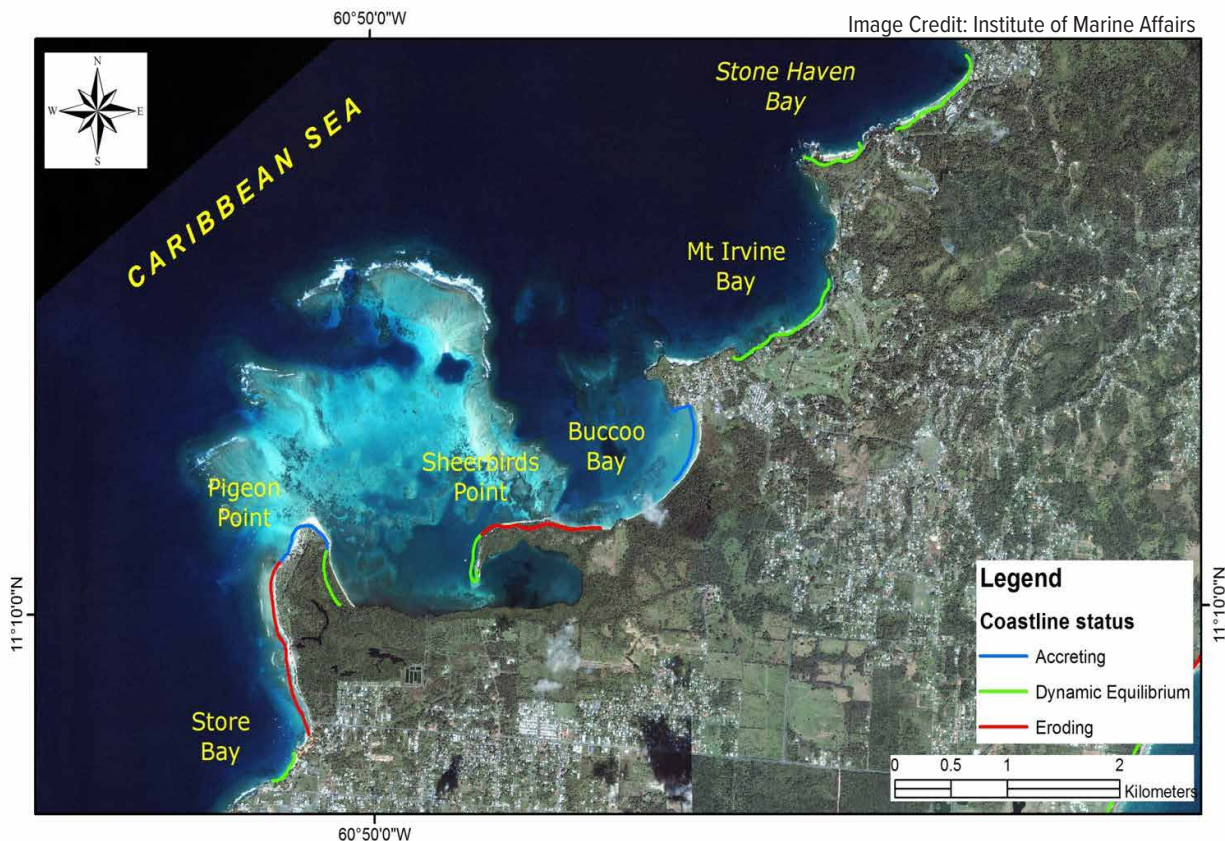 60°50'0"W
Image Credit: Institute of Marine Affairs
N
W E
S
CARIBBEAN SEA
Stone Haven
Bay
Mt Irvine
Bay
Buccoo
Bay
Sheerbirds
Point
Pigeon
Point
Store
Bay
11°10'0"N
11°10'0"N
Legend
Coastline status
Accreting
Dynamic Equilibrium
Eroding
0 0.5 1 2
Kilometers
60°50'0"W